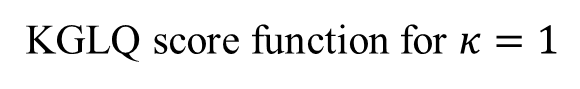 KGLQ score function for κ = 1